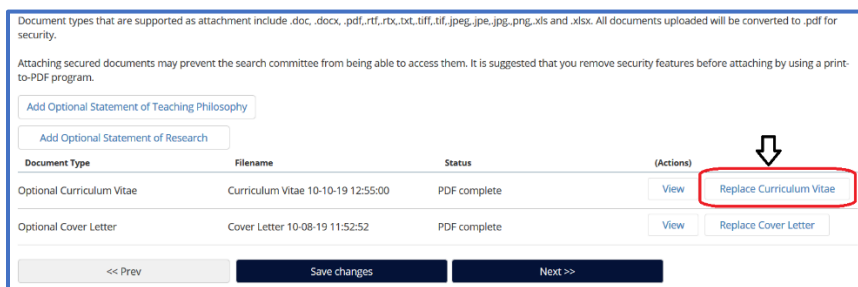 Document types that are supported as attachment include .doc, .docx, .pdf,.rtf,.rtx,.txt,.tiff,.tif,.jpeg,.jpe,.jpg.,png,.xls and .xlsx. All documents uploaded will be converted to .pdf for
security.
Attaching secured documents may prevent the search committee from being able to access them. It is suggested that you remove security features before attaching by using a print-
to-PDF program.
Add Optional Statement of Teaching Philosophy
Add Optional Statement of Research
Document Type Filename Status (Actions)
Optional Curriculum Vitae Curriculum Vitae 10-10-19 12:55:00 PDF complete View Replace Curriculum Vitae
Optional Cover Letter Cover Letter 10-08-19 11:52:52 PDF complete View Replace Cover Letter
<< Prev Save changes Next >>